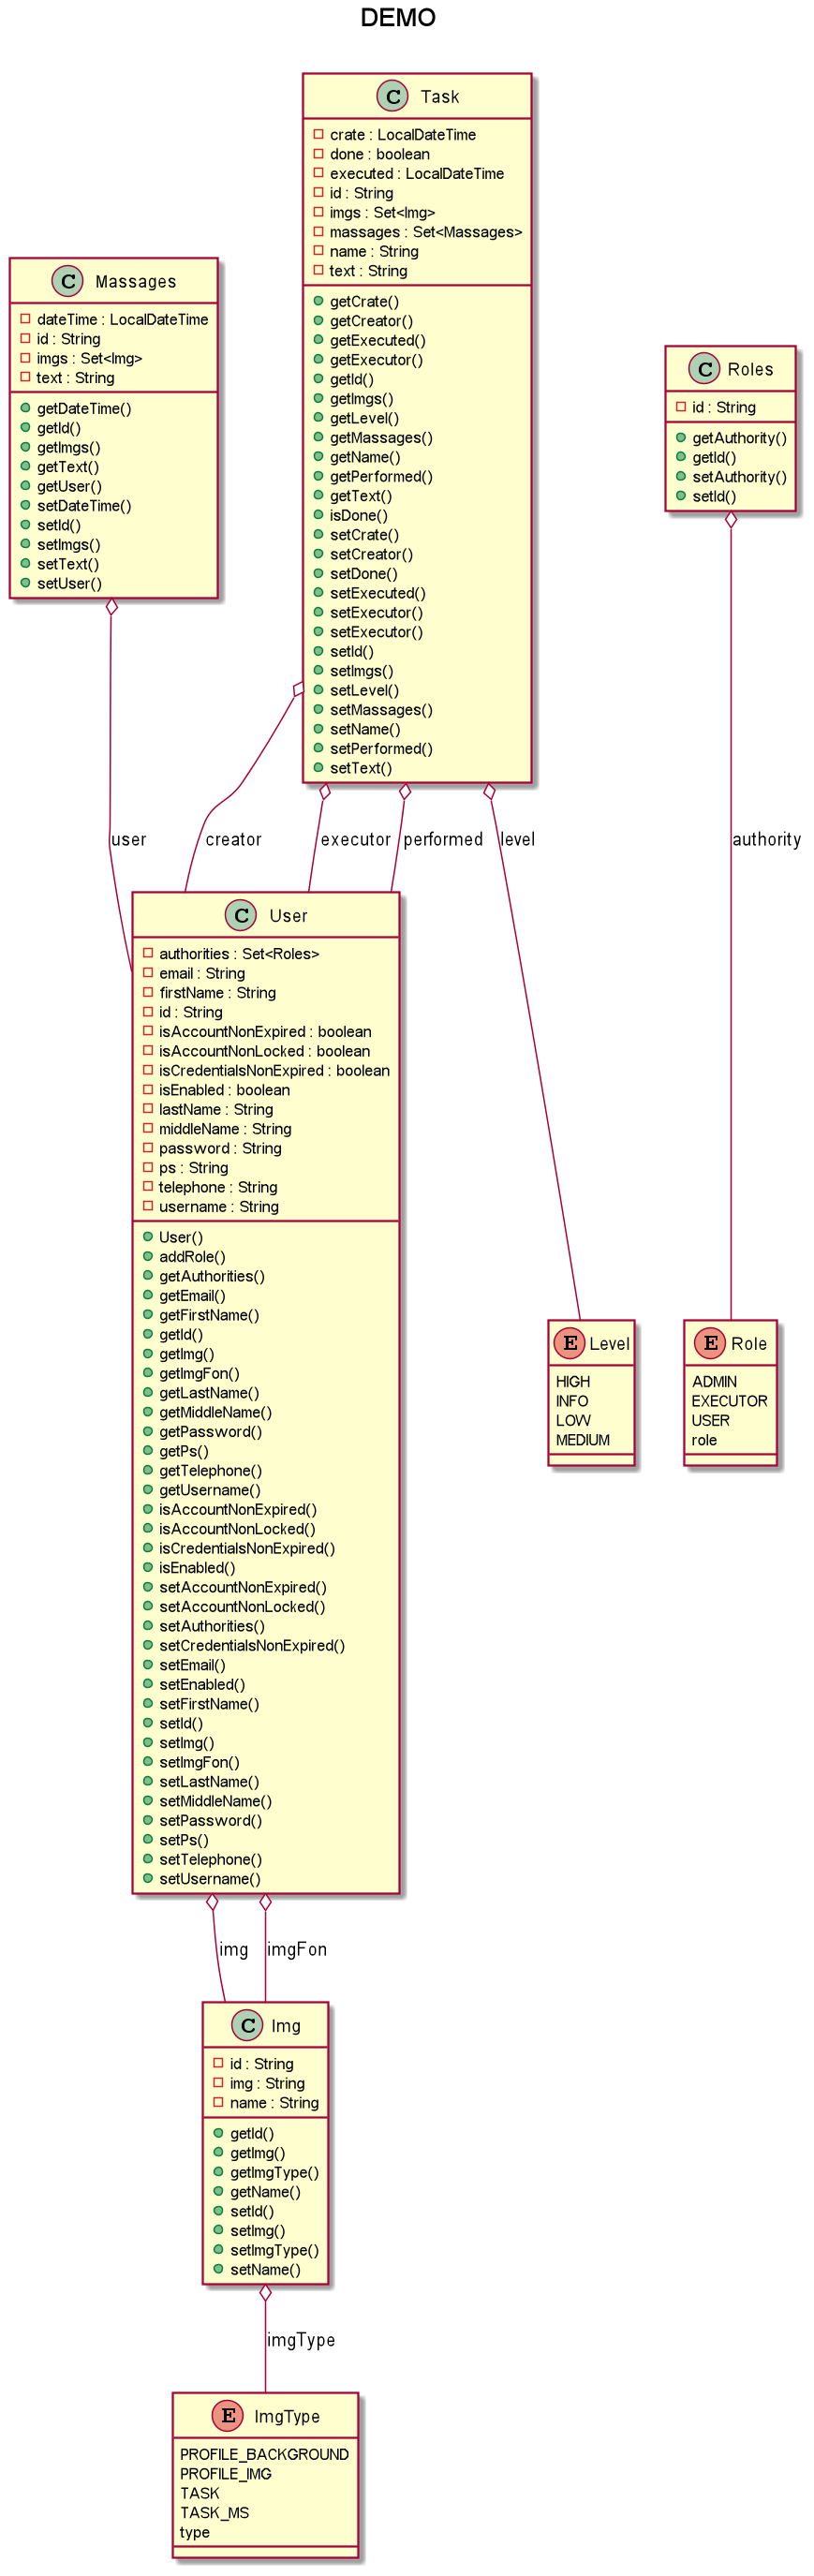 DEMO
C Task
crate : LocalDateTime
done : boolean
executed : LocalDateTime
id : String
imgs : Set<Img>
massages : Set<Massages>
name : String
text : String
getCrate()
getCreator()
getExecuted()
getExecutor()
getId()
getImgs()
getLevel()
getMassages()
getName()
getPerformed()
getText()
isDone()
setCrate()
setCreator()
setDone()
setExecuted()
setExecutor()
setExecutor()
setId()
setImgs()
setLevel()
setMassages()
setName()
setPerformed()
setText()
C Massages
dateTime : LocalDateTime
id : String
imgs : Set<Img>
text : String
getDateTime()
getId()
getImgs()
getText()
getUser()
setDateTime()
setId()
setImgs()
setText()
setUser()
C Roles
id : String
getAuthority()
getId()
setAuthority()
setId()
user
creator
executor
performed
level
authority
C User
authorities : Set<Roles>
email : String
firstName : String
id : String
isAccountNonExpired : boolean
isAccountNonLocked : boolean
isCredentialsNonExpired : boolean
isEnabled : boolean
lastName : String
middleName : String
password : String
ps : String
telephone : String
username : String
User()
addRole()
getAuthorities()
getEmail()
getFirstName()
getId()
getImg()
getImgFon()
getLastName()
getMiddleName()
getPassword()
getPs()
getTelephone()
getUsername()
isAccountNonExpired()
isAccountNonLocked()
isCredentialsNonExpired()
isEnabled()
setAccountNonExpired()
setAccountNonLocked()
setAuthorities()
setCredentialsNonExpired()
setEmail()
setEnabled()
setFirstName()
setId()
setImg()
setImgFon()
setLastName()
setMiddleName()
setPassword()
setPs()
setTelephone()
setUsername()
E Level
HIGH
INFO
LOW
MEDIUM
E Role
ADMIN
EXECUTOR
USER
role
img
imgFon
C Img
id : String
img : String
name : String
getId()
getImg()
getImgType()
getName()
setId()
setImg()
setImgType()
setName()
imgType
E ImgType
PROFILE_BACKGROUND
PROFILE_IMG
TASK
TASK_MS
type